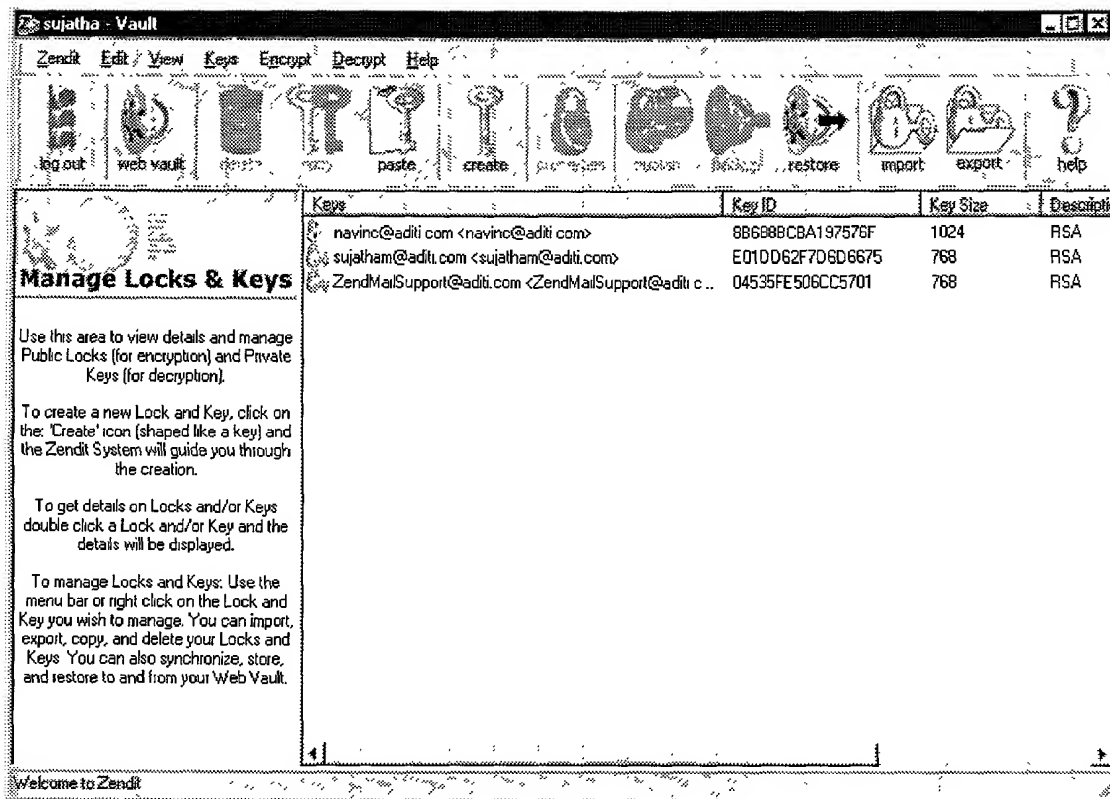 sujatha - Vault
Zendit Edit View Keys Encrypt Decrypt Help
log out web vault paste create restore import export help
Keys Key ID Key Size Descripti
navinc@aditi com <navinc@aditi com> 8B6B8BCBA197576F 1024 RSA
sujatham@aditi.com <sujatham@aditi.com> E01DD62F7D6D6675 768 RSA
ZendMailSupport@aditi.com <ZendMailSupport@aditi c .. 04535FE506CC5701 768 RSA
Manage Locks & Keys
Use this area to view details and manage
Public Locks (for encryption) and Private
Keys (for decryption).
To create a new Lock and Key, click on
the: 'Create' icon (shaped like a key) and
the Zendit System will guide you through
the creation.
To get details on Locks and/or Keys
double click a Lock and/or Key and the
details will be displayed.
To manage Locks and Keys: Use the
menu bar or right click on the Lock and
Key you wish to manage. You can import,
export, copy, and delete your Locks and
Keys You can also synchronize, store,
and restore to and from your Web Vault.
Welcome to Zendit